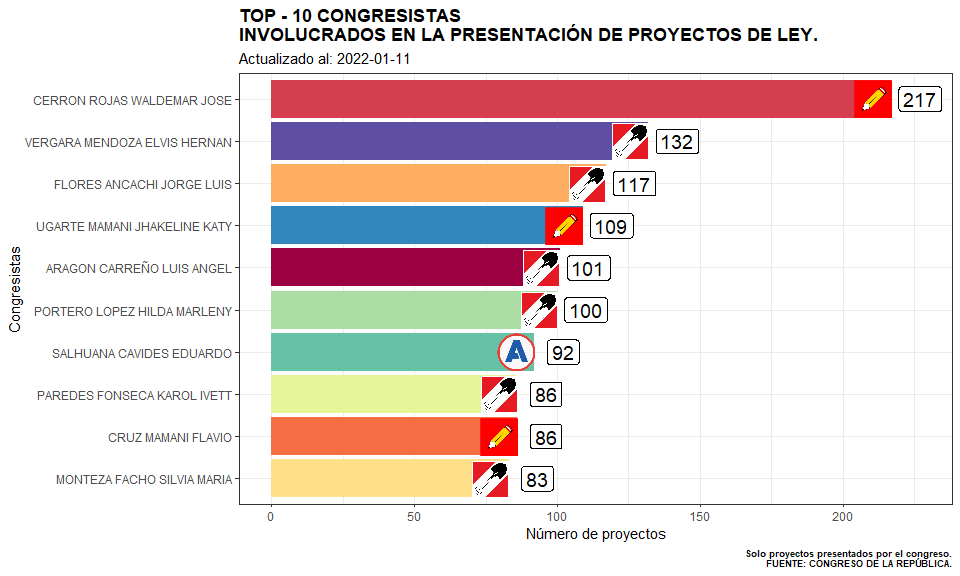 TOP - 10 CONGRESISTAS
INVOLUCRADOS EN LA PRESENTACIÓN DE PROYECTOS DE LEY.
Actualizado al: 2022-01-11
Congresistas
CERRON ROJAS WALDEMAR JOSE 217
VERGARA MENDOZA ELVIS HERNAN 132
FLORES ANCACHI JORGE LUIS 117
UGARTE MAMANI JHAKELINE KATY 109
ARAGON CARREÑO LUIS ANGEL 101
PORTERO LOPEZ HILDA MARLENY 100
SALHUANA CAVIDES EDUARDO A 92
PAREDES FONSECA KAROL IVETT 86
CRUZ MAMANI FLAVIO 86
MONTEZA FACHO SILVIA MARIA 83
0 50 100 150 200
Número de proyectos
Solo proyectos presentados por el congreso.
FUENTE: CONGRESO DE LA REPÚBLICA.